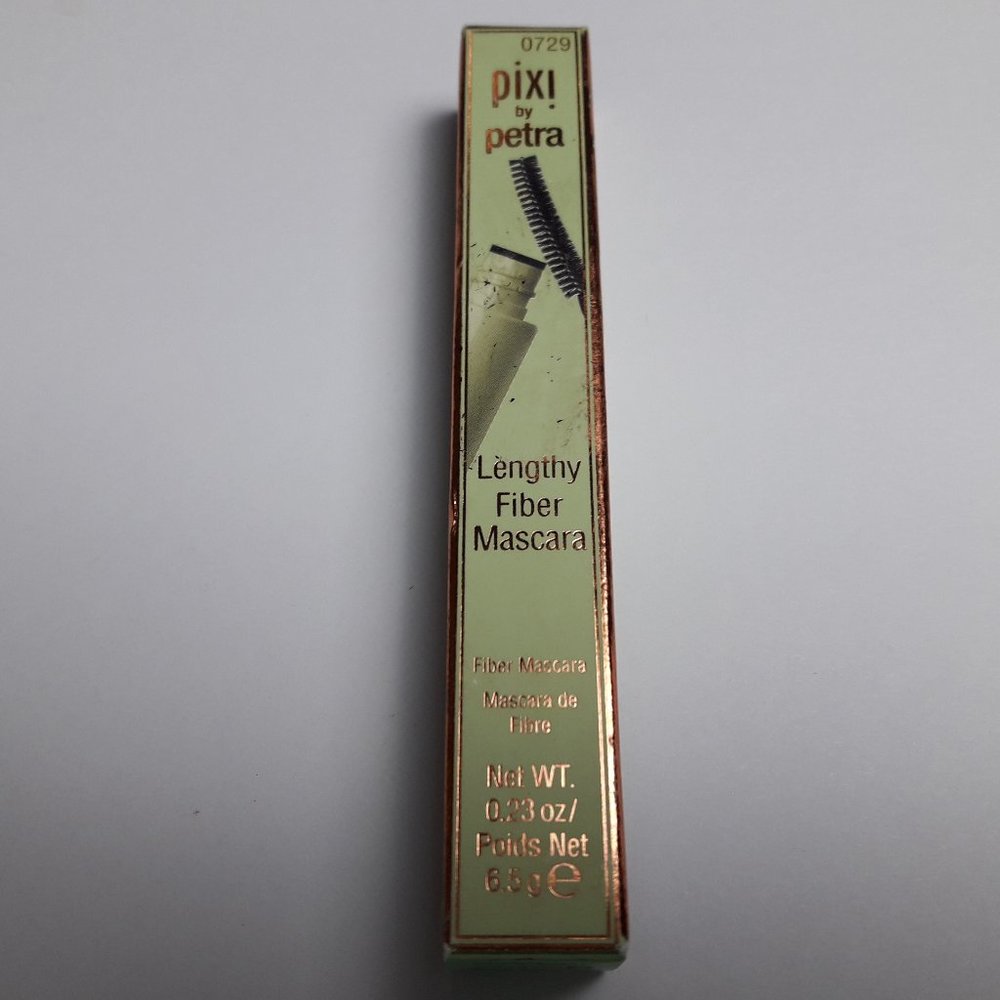 0729
pixi
by
petra
Lengthy
Fiber
Mascara
Fiber Mascara
Mascara de
Fibre
Net WT.
0.23 oz/
Poids Net
6.5 g ℮